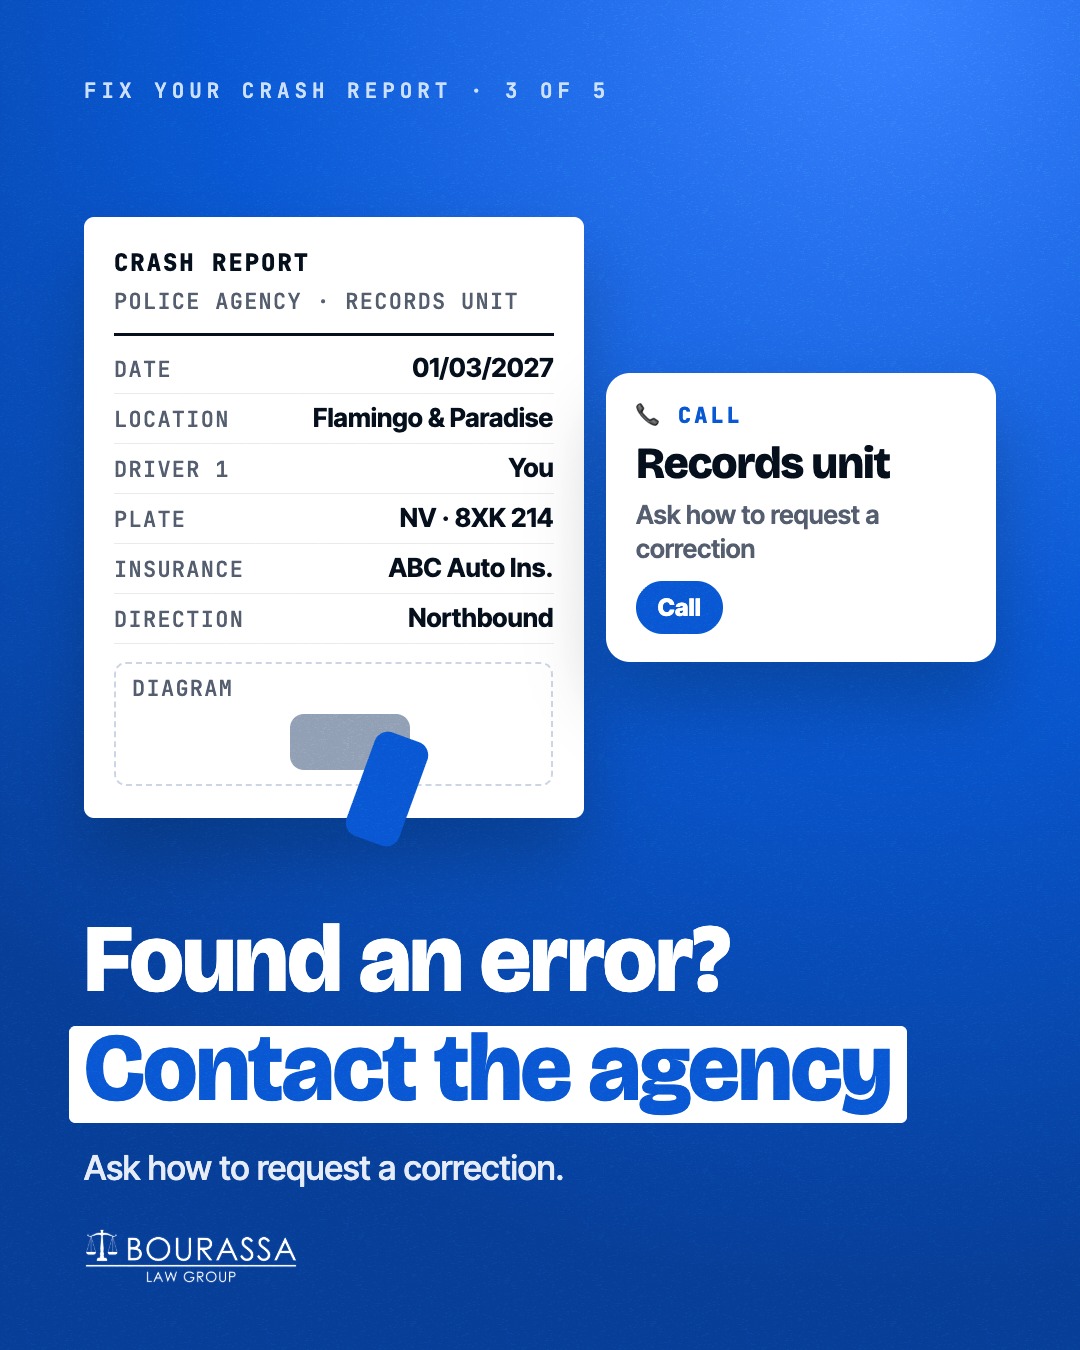 FIX YOUR CRASH REPORT · 3 OF 5
CRASH REPORT
POLICE AGENCY · RECORDS UNIT
DATE 01/03/2027
LOCATION Flamingo & Paradise
DRIVER 1 You
PLATE NV · 8XK 214
INSURANCE ABC Auto Ins.
DIRECTION Northbound
DIAGRAM
CALL
Records unit
Ask how to request a
correction
Call
Found an error?
Contact the agency
Ask how to request a correction.
BOURASSA
LAW GROUP